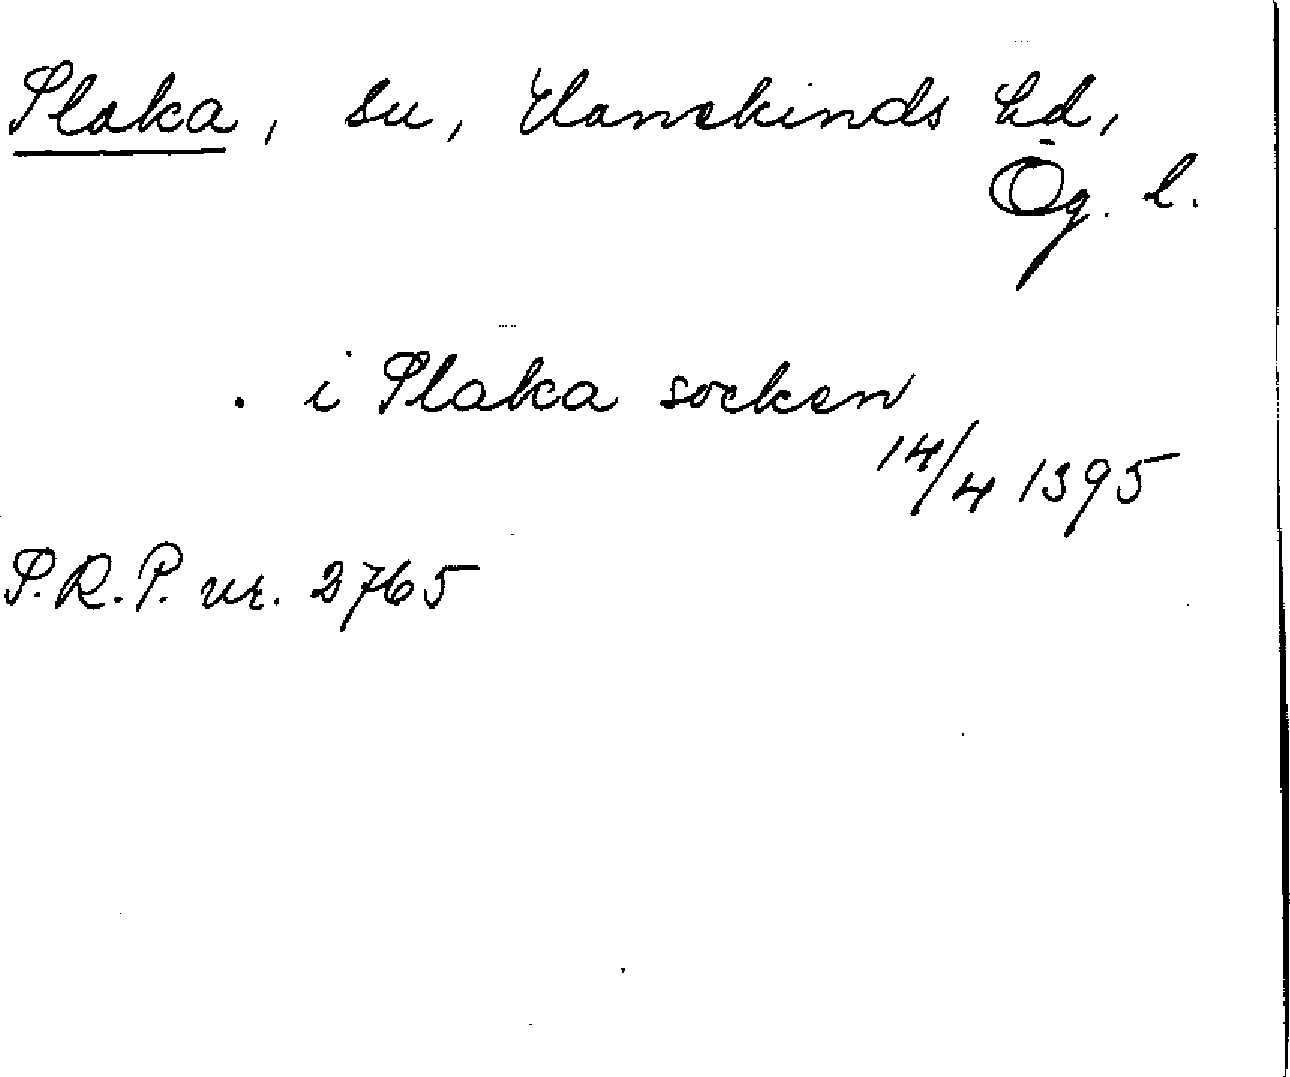 Slaka, sn, Hanekinds hd,
Ög. l.
. i Slaka socken
14/4 1395
S.R.P. nr. 2765